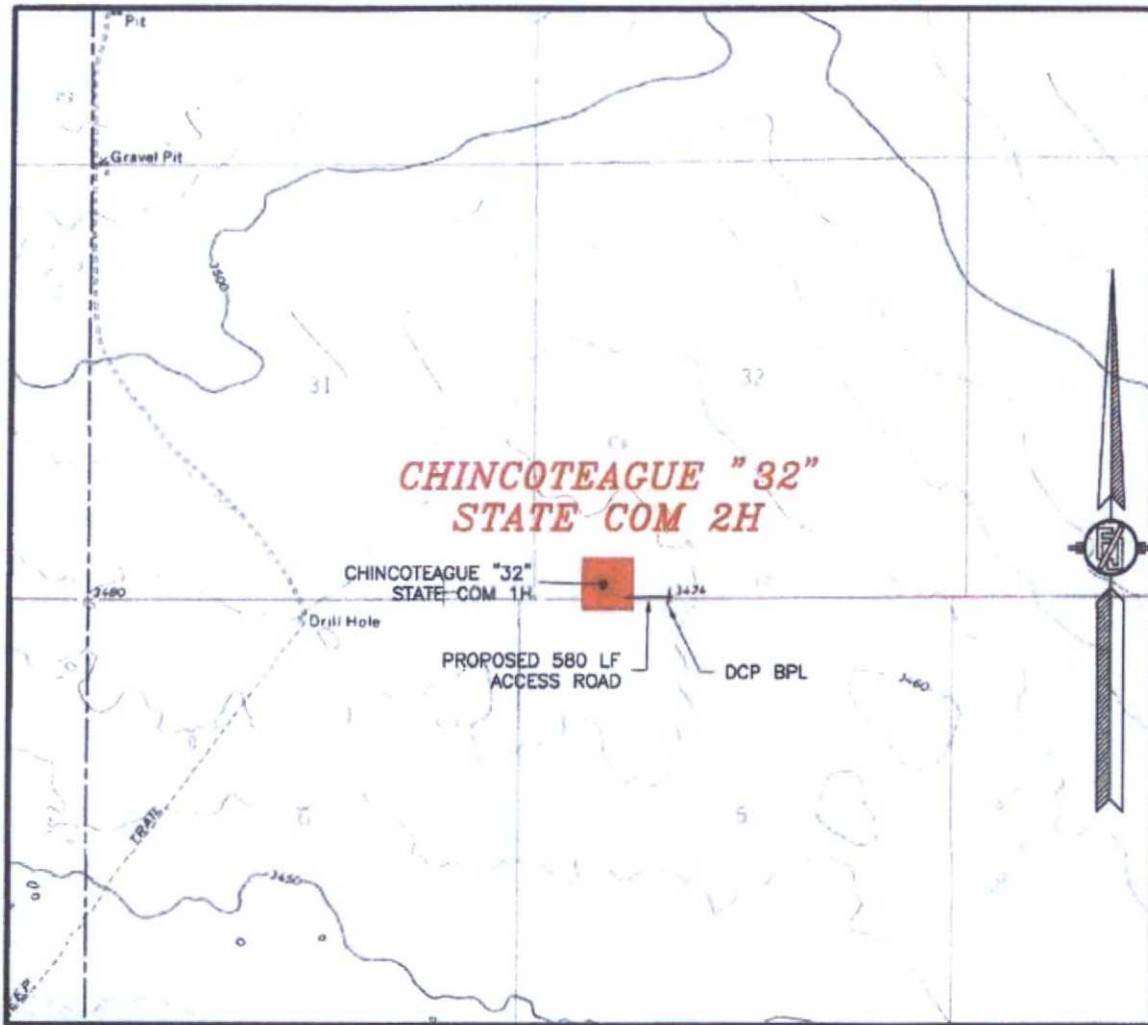 Pit
Gravel Pit
3500
31
32
CHINCOTEAGUE "32"
STATE COM 2H
CHINCOTEAGUE "32"
STATE COM 1H
3480
3474
Drill Hole
PROPOSED 580 LF
ACCESS ROAD
DCP BPL
3460
TRAIL
5
3450